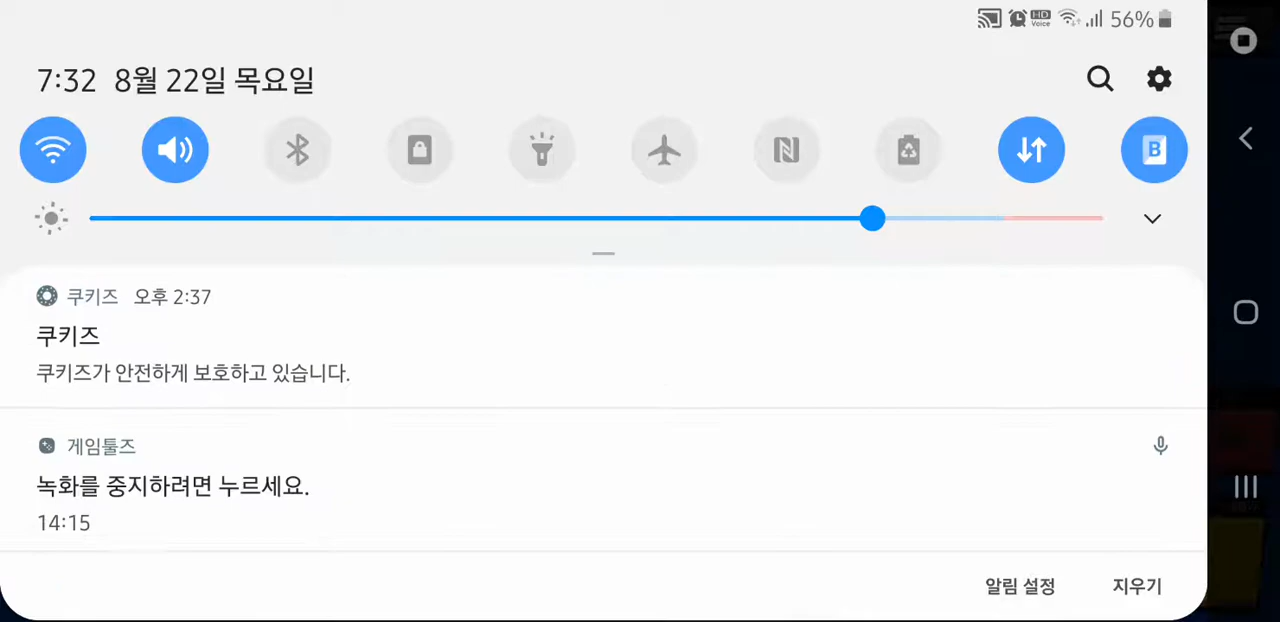 HD Voice 56%
7:32 8월 22일 목요일
B
쿠키즈 오후 2:37
쿠키즈
쿠키즈가 안전하게 보호하고 있습니다.
게임툴즈
녹화를 중지하려면 누르세요.
14:15
알림 설정 지우기